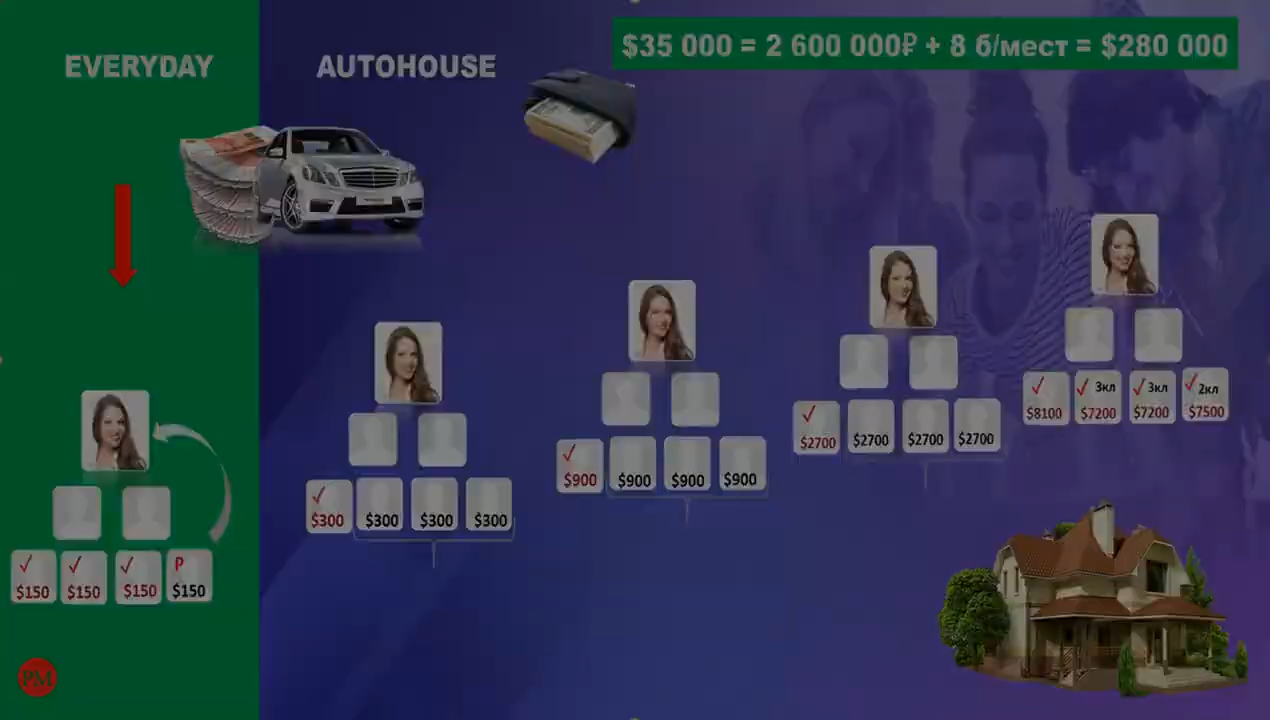 $35 000 = 2 600 000₽ + 8 б/мест = $280 000
EVERYDAY
AUTOHOUSE
3кл 3кл 2кл
$8100 $7200 $7200 $7500
$2700 $2700 $2700 $2700
$900 $900 $900 $900
$300 $300 $300 $300
P
$150 $150 $150 $150
PM